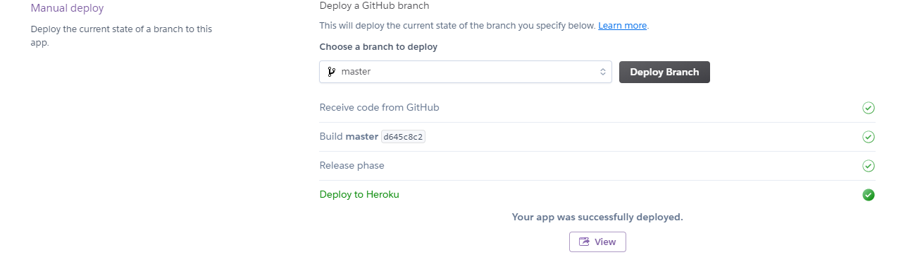 Manual deploy
Deploy the current state of a branch to this
app.
Deploy a GitHub branch
This will deploy the current state of the branch you specify below. Learn more.
Choose a branch to deploy
master
Deploy Branch
Receive code from GitHub
Build master d645c8c2
Release phase
Deploy to Heroku
Your app was successfully deployed.
View